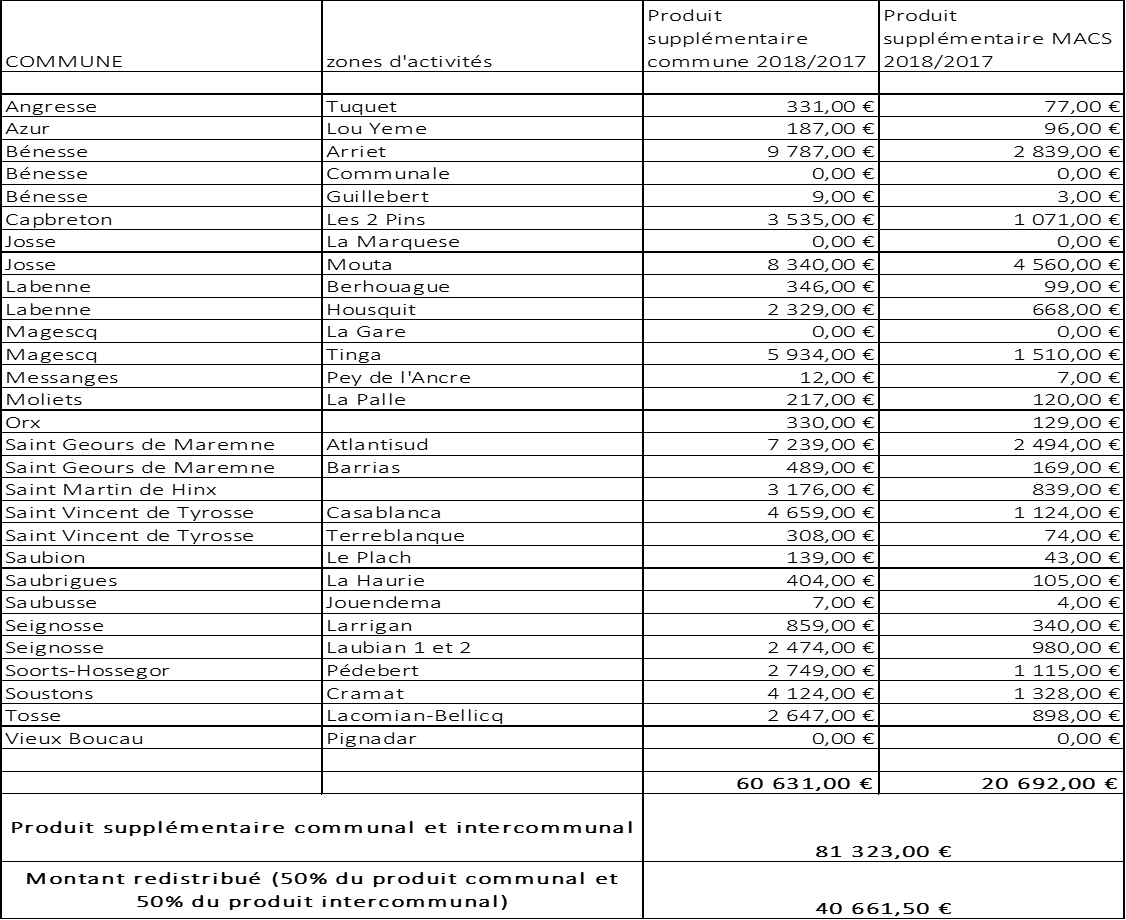 COMMUNE zones d'activités Produit supplémentaire commune 2018/2017 Produit supplémentaire MACS 2018/2017
Angresse Tuquet 331,00 € 77,00 €
Azur Lou Yeme 187,00 € 96,00 €
Bénesse Arriet 9 787,00 € 2 839,00 €
Bénesse Communale 0,00 € 0,00 €
Bénesse Guillebert 9,00 € 3,00 €
Capbreton Les 2 Pins 3 535,00 € 1 071,00 €
Josse La Marquese 0,00 € 0,00 €
Josse Mouta 8 340,00 € 4 560,00 €
Labenne Berhouague 346,00 € 99,00 €
Labenne Housquit 2 329,00 € 668,00 €
Magescq La Gare 0,00 € 0,00 €
Magescq Tinga 5 934,00 € 1 510,00 €
Messanges Pey de l'Ancre 12,00 € 7,00 €
Moliets La Palle 217,00 € 120,00 €
Orx 330,00 € 129,00 €
Saint Geours de Maremne Atlantisud 7 239,00 € 2 494,00 €
Saint Geours de Maremne Barrias 489,00 € 169,00 €
Saint Martin de Hinx 3 176,00 € 839,00 €
Saint Vincent de Tyrosse Casablanca 4 659,00 € 1 124,00 €
Saint Vincent de Tyrosse Terreblanque 308,00 € 74,00 €
Saubion Le Plach 139,00 € 43,00 €
Saubrigues La Haurie 404,00 € 105,00 €
Saubusse Jouendema 7,00 € 4,00 €
Seignosse Larrigan 859,00 € 340,00 €
Seignosse Laubian 1 et 2 2 474,00 € 980,00 €
Soorts-Hossegor Pédebert 2 749,00 € 1 115,00 €
Soustons Cramat 4 124,00 € 1 328,00 €
Tosse Lacomian-Bellicq 2 647,00 € 898,00 €
Vieux Boucau Pignadar 0,00 € 0,00 €
60 631,00 € 20 692,00 €
Produit supplémentaire communal et intercommunal
81 323,00 €
Montant redistribué (50% du produit communal et
50% du produit intercommunal)
40 661,50 €